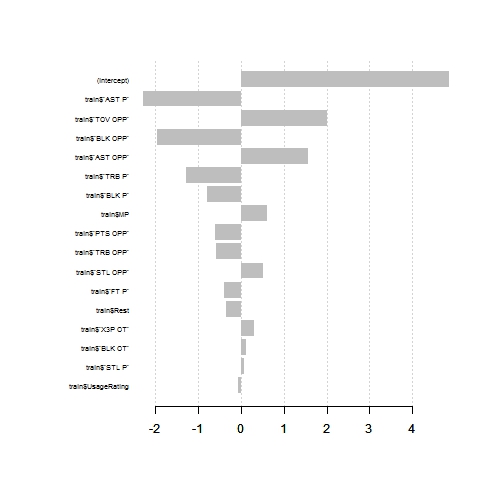 (Intercept)
train$"AST P"
train$"TOV OPP"
train$"BLK OPP"
train$"AST OPP"
train$"TRB P"
train$"BLK P"
train$MP
train$"PTS OPP"
train$"TRB OPP"
train$"STL OPP"
train$"FT P"
train$Rest
train$"X3P OT"
train$"BLK OT"
train$"STL P"
train$UsageRating
-2 -1 0 1 2 3 4